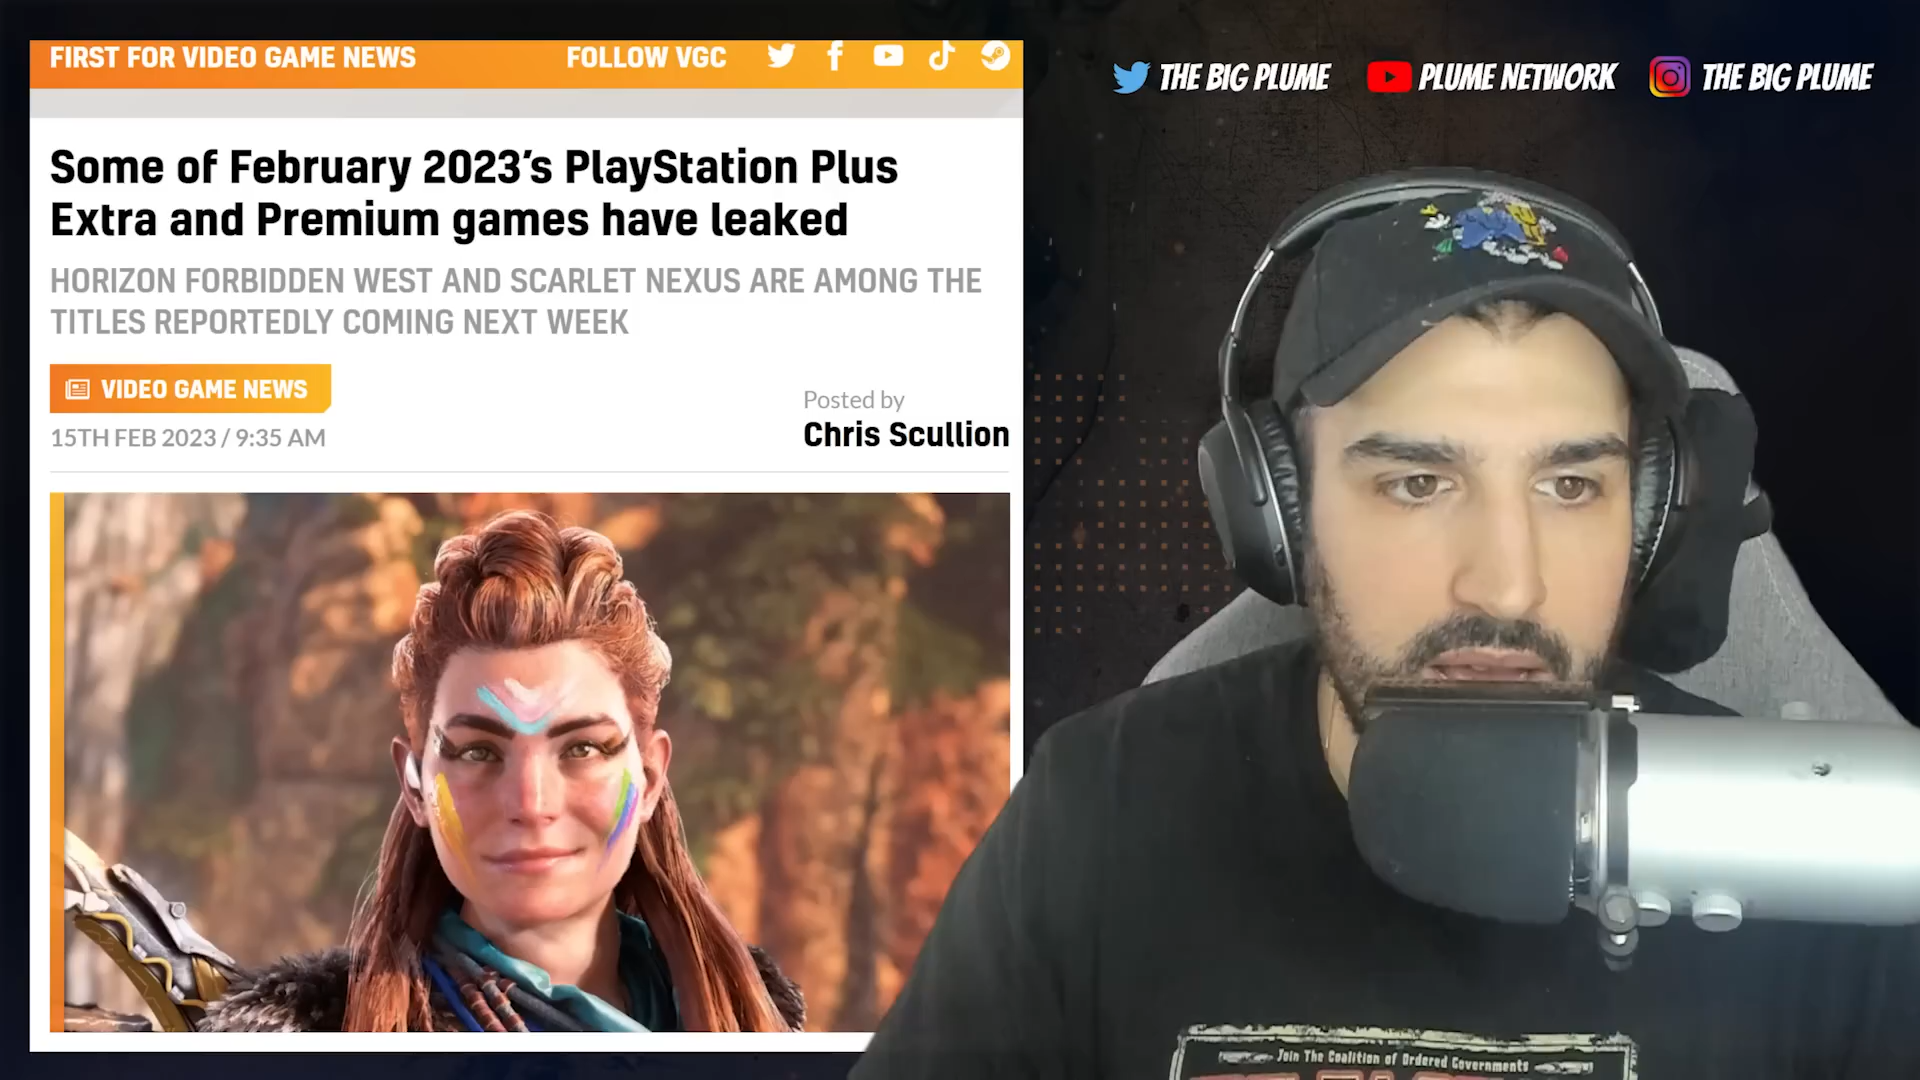 FIRST FOR VIDEO GAME NEWS
FOLLOW VGC
THE BIG PLUME
PLUME NETWORK
THE BIG PLUME
Some of February 2023's PlayStation Plus
Extra and Premium games have leaked
HORIZON FORBIDDEN WEST AND SCARLET NEXUS ARE AMONG THE
TITLES REPORTEDLY COMING NEXT WEEK
VIDEO GAME NEWS
15TH FEB 2023 / 9:35 AM
Posted by
Chris Scullion
Join The Coalition of Ordered Governments